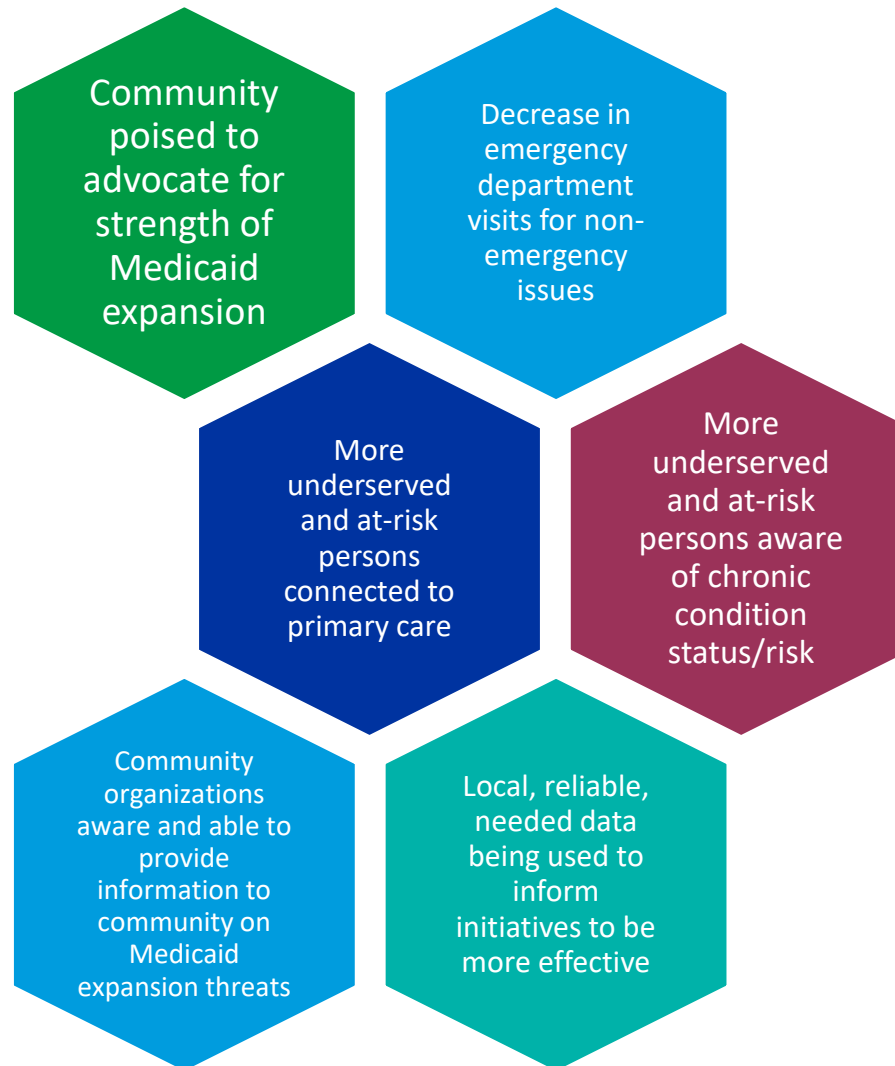 Community
poised to
advocate for
strength of
Medicaid
expansion
Decrease in
emergency
department
visits for non-
emergency
issues
More
underserved
and at-risk
persons
connected to
primary care
More
underserved
and at-risk
persons aware
of chronic
condition
status/risk
Community
organizations
aware and able to
provide
information to
community on
Medicaid
expansion threats
Local, reliable,
needed data
being used to
inform
initiatives to be
more effective